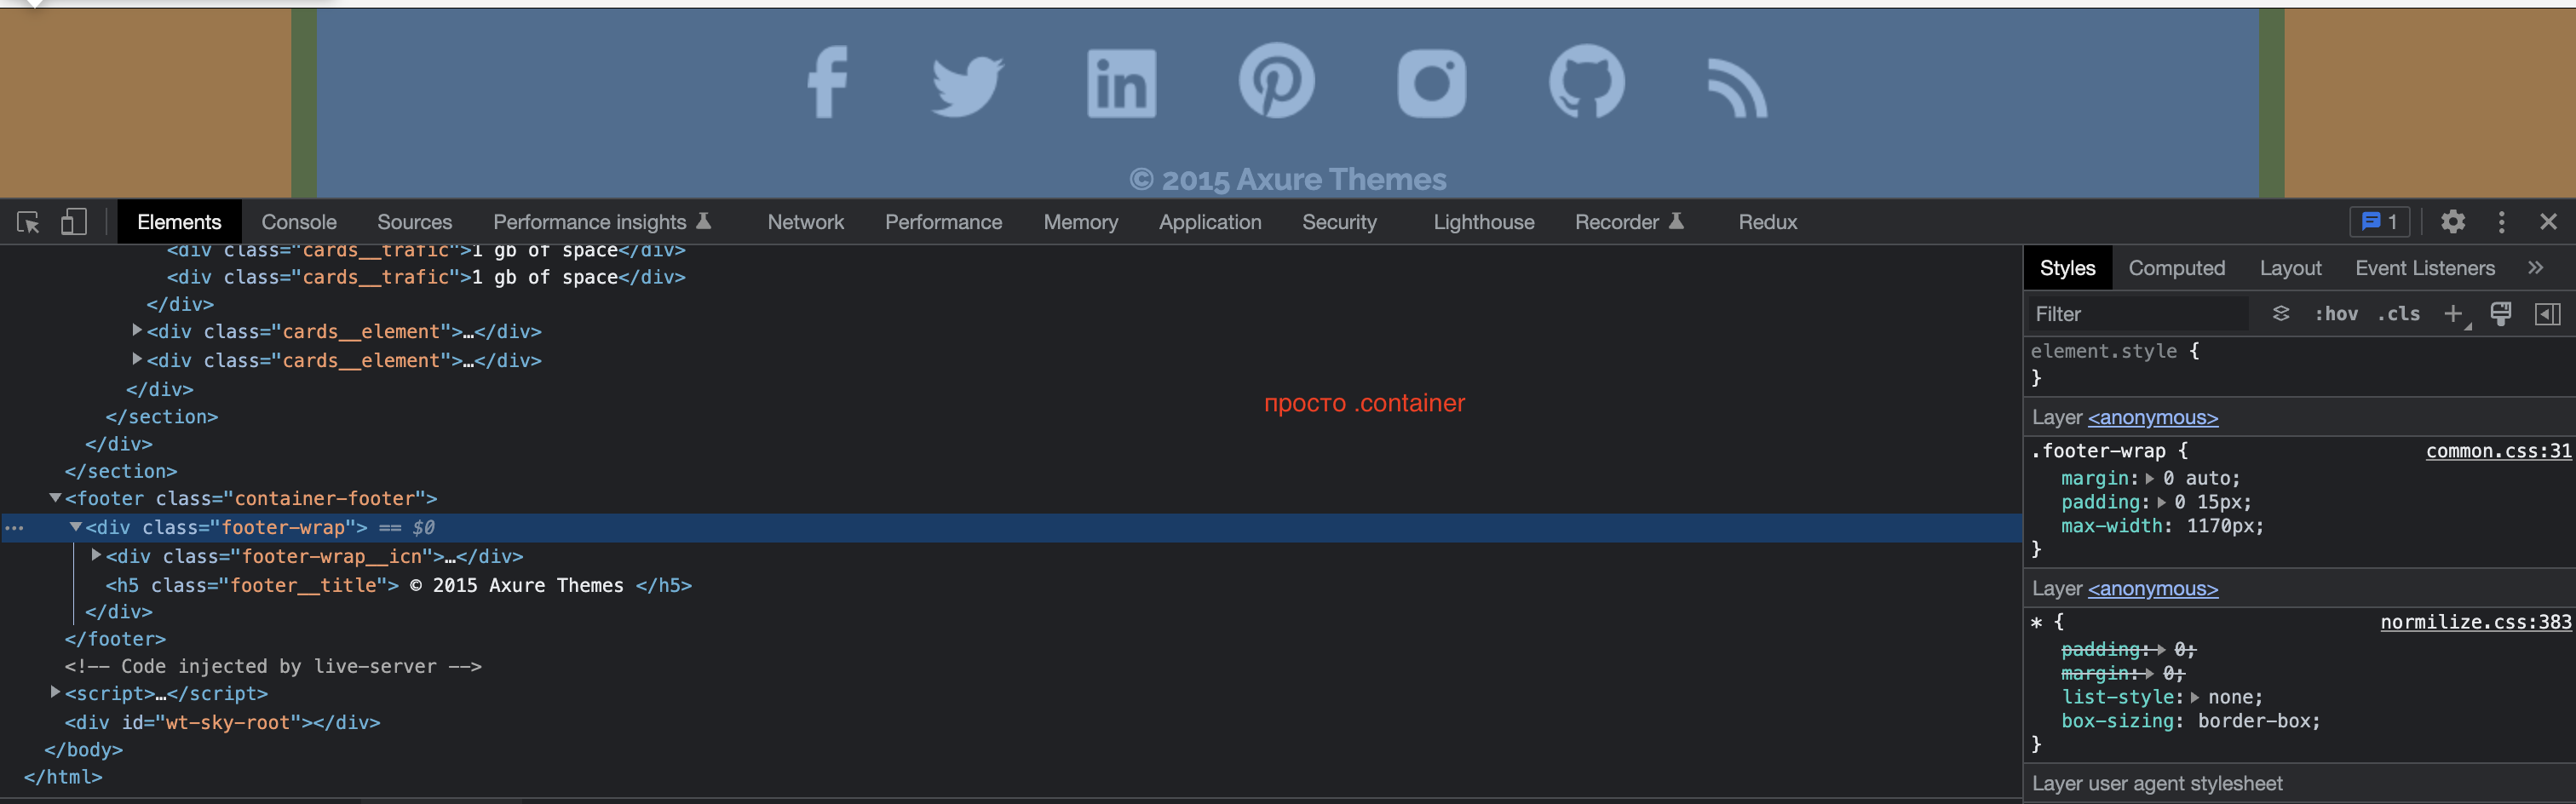 © 2015 Axure Themes
Elements Console Sources Performance insights Network Performance Memory Application Security Lighthouse Recorder Redux 1
<div class="cards__trafic">1 gb of space</div>
<div class="cards__trafic">1 gb of space</div>
</div>
<div class="cards__element">…</div>
<div class="cards__element">…</div>
</div>
</section>
</div>
</section>
<footer class="container-footer">
<div class="footer-wrap"> == $0
<div class="footer-wrap__icn">…</div>
<h5 class="footer__title"> © 2015 Axure Themes </h5>
</div>
</footer>
<!-- Code injected by live-server -->
<script>…</script>
<div id="wt-sky-root"></div>
</body>
</html>
просто .container
Styles Computed Layout Event Listeners »
Filter :hov .cls +
element.style {
}
Layer <anonymous>
.footer-wrap { common.css:31
margin: 0 auto;
padding: 0 15px;
max-width: 1170px;
}
Layer <anonymous>
* { normilize.css:383
padding: 0;
margin: 0;
list-style: none;
box-sizing: border-box;
}
Layer user agent stylesheet